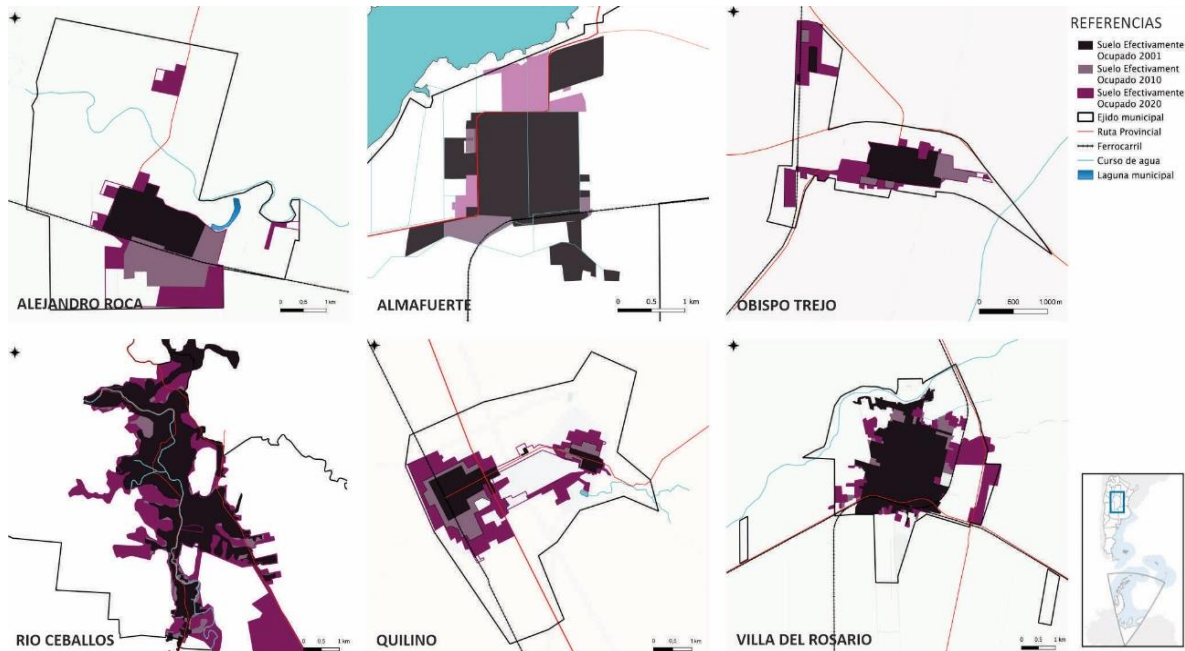 REFERENCIAS
Suelo Efectivamente
Ocupado 2001
Suelo Efectivament
Ocupado 2010
Suelo Efectivamente
Ocupado 2020
Ejido municipal
Ruta Provincial
Ferrocarril
Curso de agua
Laguna municipal
ALEJANDRO ROCA
0 0,5 1 km
ALMAFUERTE
0 0.5 1 km
OBISPO TREJO
0 500 1.000 m
RIO CEBALLOS
0 0.5 1 km
QUILINO
0 0,5 1 km
VILLA DEL ROSARIO
0 0.5 1 km